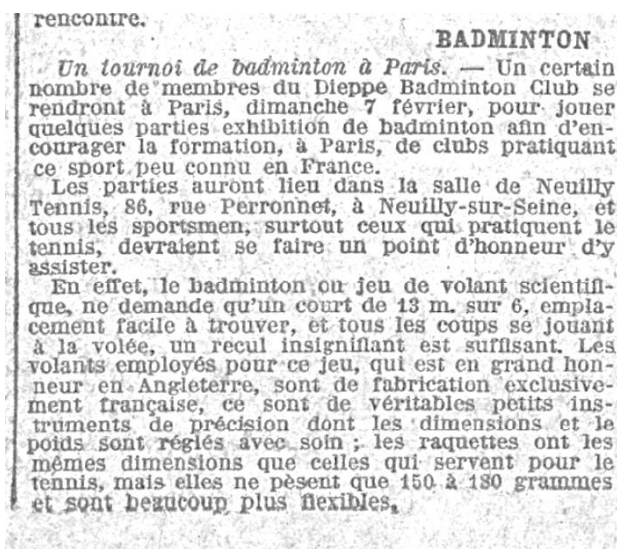 rencontre.
BADMINTON
Un tournoi de badminton à Paris. — Un certain
nombre de membres du Dieppe Badminton Club se
rendront à Paris, dimanche 7 février, pour jouer
quelques parties exhibition de badminton afin d'en-
courager la formation, à Paris, de clubs pratiquant
ce sport peu connu en France.
Les parties auront lieu dans la salle de Neuilly
Tennis, 86, rue Perronnet, à Neuilly-sur-Seine, et
tous les sportsmen, surtout ceux qui pratiquent le
tennis, devraient se faire un point d'honneur d'y
assister.
En effet, le badminton ou jeu de volant scientifi-
que, ne demande qu'un court de 13 m. sur 6, empla-
cement facile à trouver, et tous les coups se jouant
à la volée, un recul insignifiant est suffisant. Les
volants employés pour ce jeu, qui est en grand hon-
neur en Angleterre, sont de fabrication exclusive-
ment française, ce sont de véritables petits ins-
truments de précision dont les dimensions et le
poids sont réglés avec soin ; les raquettes ont les
mêmes dimensions que celles qui servent pour le
tennis, mais elles ne pèsent que 150 à 180 grammes
et sont beaucoup plus flexibles.